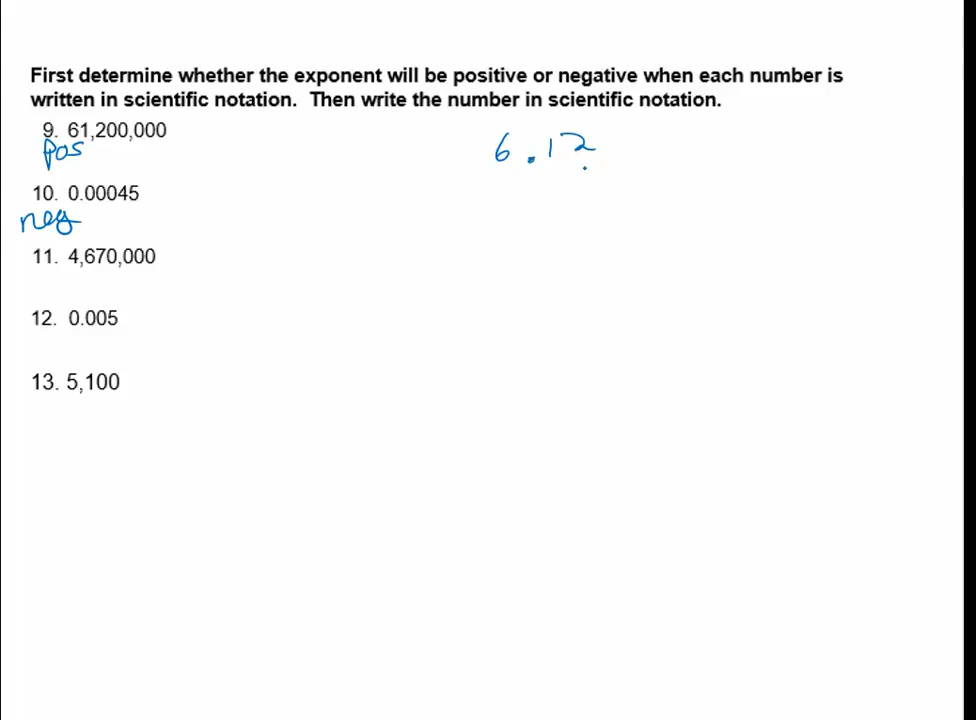 First determine whether the exponent will be positive or negative when each number is
written in scientific notation.  Then write the number in scientific notation.
9. 61,200,000
6.12
pos
10. 0.00045
neg
11. 4,670,000
12. 0.005
13. 5,100